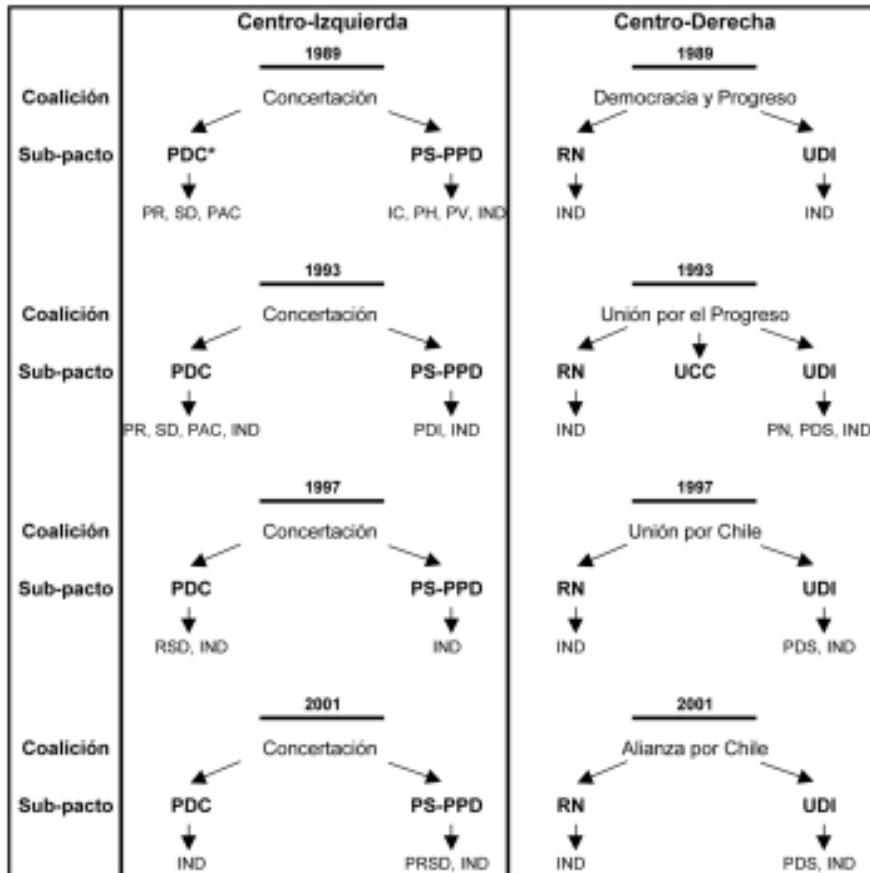 Centro-Izquierda Centro-Derecha
1989 1989
Coalición Concertación Democracia y Progreso
Sub-pacto PDC* PS-PPD RN UDI
PR, SD, PAC IC, PH, PV, IND IND IND
1993 1993
Coalición Concertación Unión por el Progreso
Sub-pacto PDC PS-PPD RN UCC UDI
PR, SD, PAC, IND PDI, IND IND PN, PDS, IND
1997 1997
Coalición Concertación Unión por Chile
Sub-pacto PDC PS-PPD RN UDI
RSD, IND IND IND PDS, IND
2001 2001
Coalición Concertación Alianza por Chile
Sub-pacto PDC PS-PPD RN UDI
IND PRSD, IND IND PDS, IND